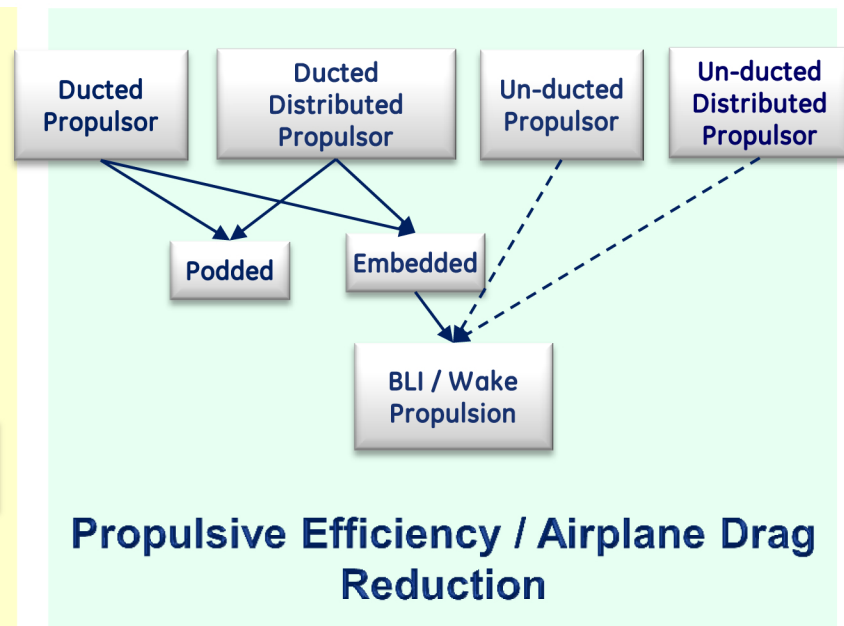 Ducted
Propulsor
Ducted
Distributed
Propulsor
Un-ducted
Propulsor
Un-ducted
Distributed
Propulsor
Podded
Embedded
BLI / Wake
Propulsion
Propulsive Efficiency / Airplane Drag
Reduction